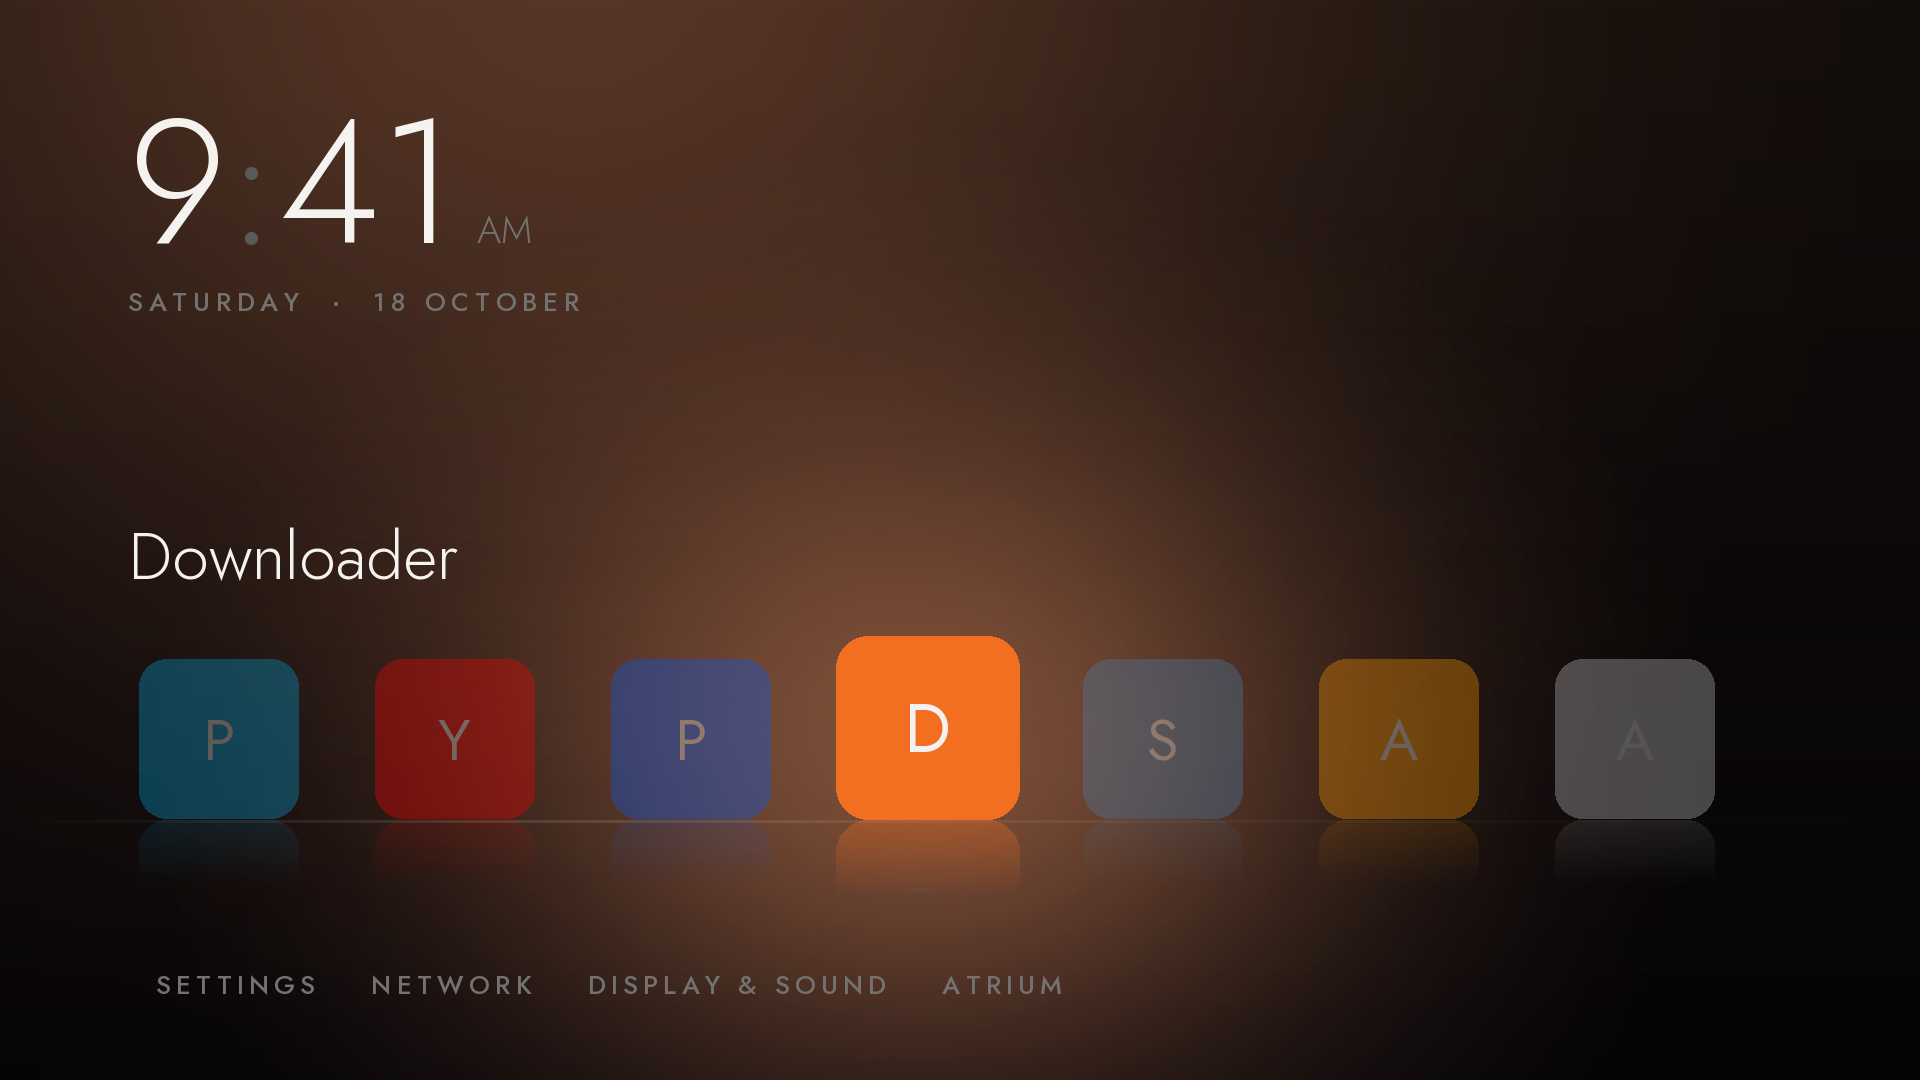 9:41 AM
SATURDAY · 18 OCTOBER
Downloader
P Y P D S A A
SETTINGS NETWORK DISPLAY & SOUND ATRIUM